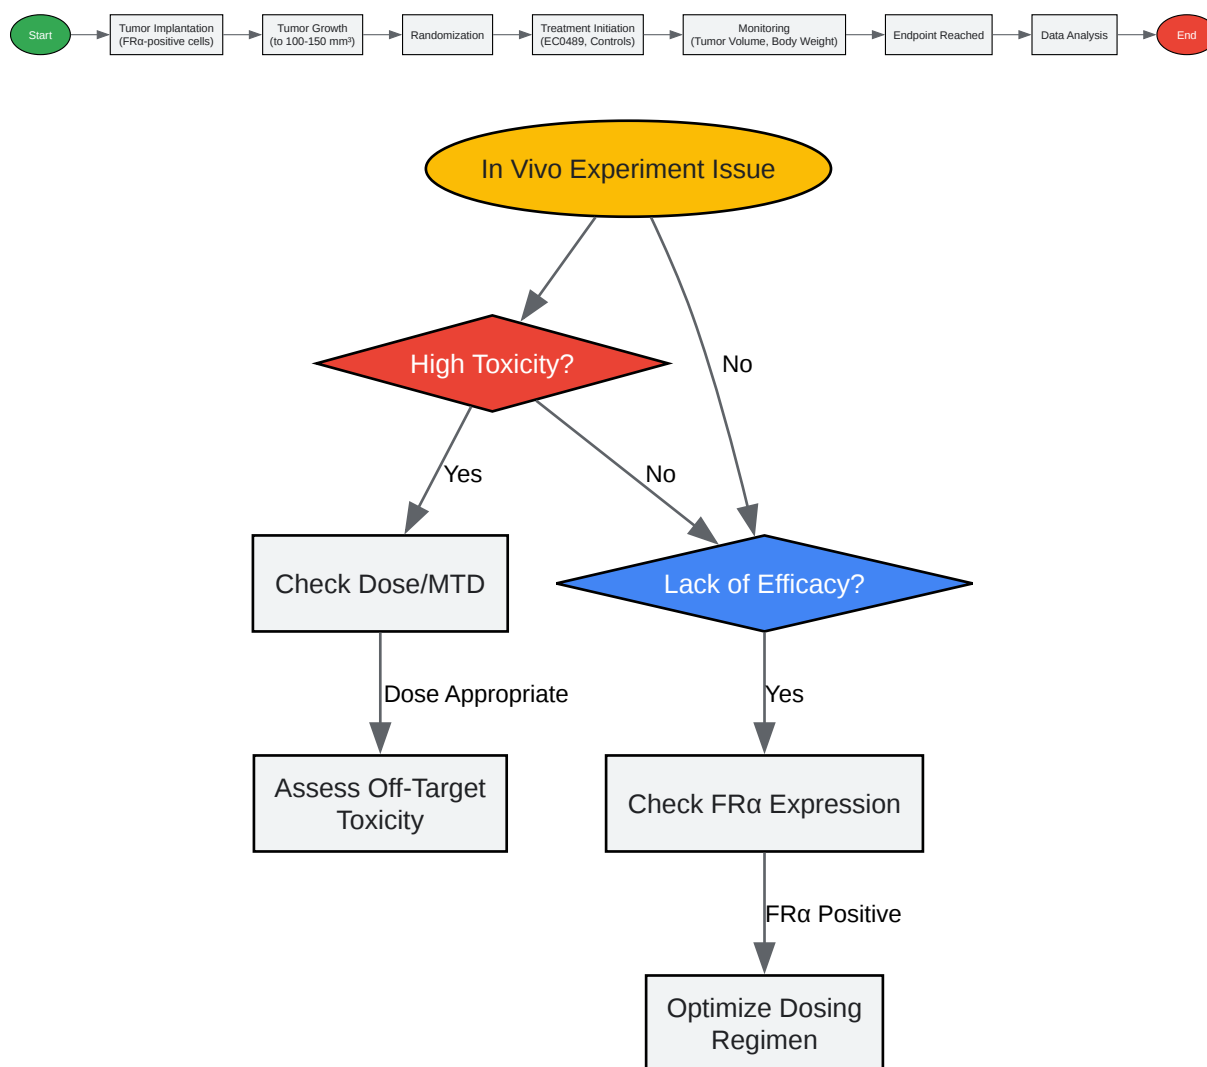 Start
Tumor Implantation
(FRα-positive cells)
Tumor Growth
(to 100-150 mm³)
Randomization
Treatment Initiation
(EC0489, Controls)
Monitoring
(Tumor Volume, Body Weight)
Endpoint Reached
Data Analysis
End
In Vivo Experiment Issue
High Toxicity?
No
Yes
No
Check Dose/MTD
Lack of Efficacy?
Dose Appropriate
Yes
Assess Off-Target
Toxicity
Check FRα Expression
FRα Positive
Optimize Dosing
Regimen